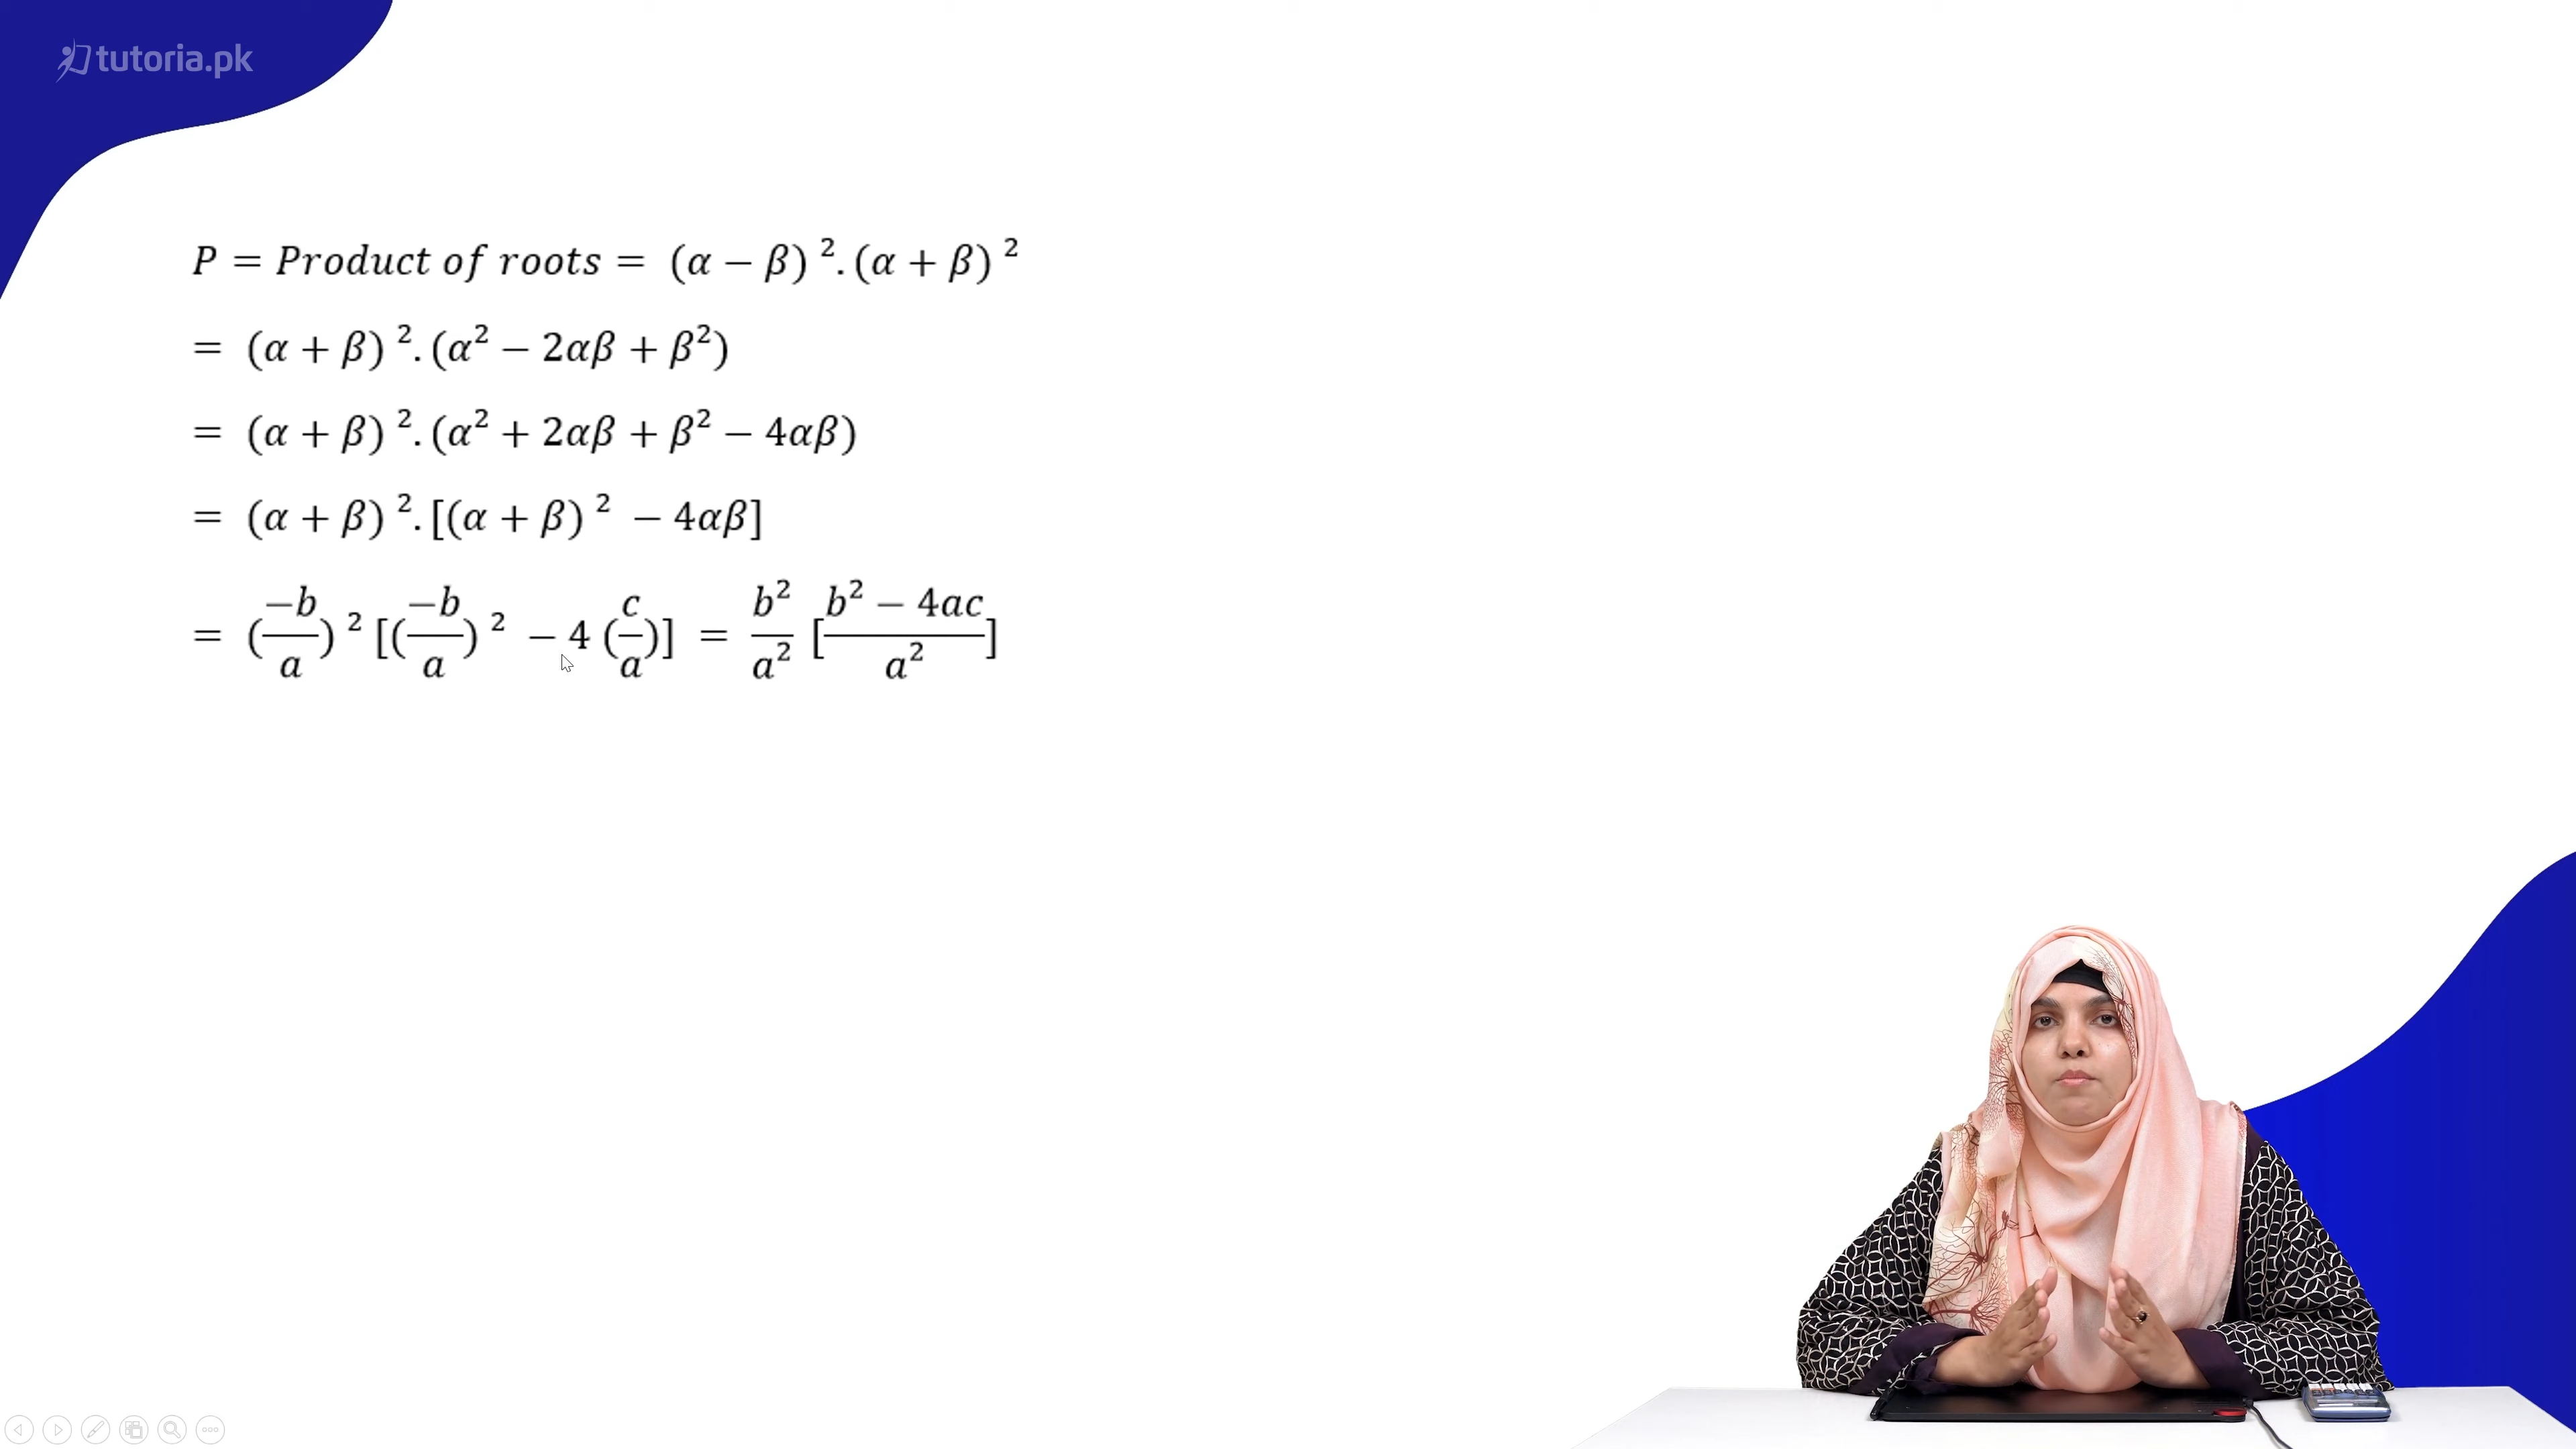 tutoria.pk
P = Product of roots = (α − β)². (α + β)²
= (α + β)². (α² − 2αβ + β²)
= (α + β)². (α² + 2αβ + β² − 4αβ)
= (α + β)². [(α + β)² − 4αβ]
= (−b/a)² [(−b/a)² − 4 (c/a)] = b²/a² [b² − 4ac/a²]